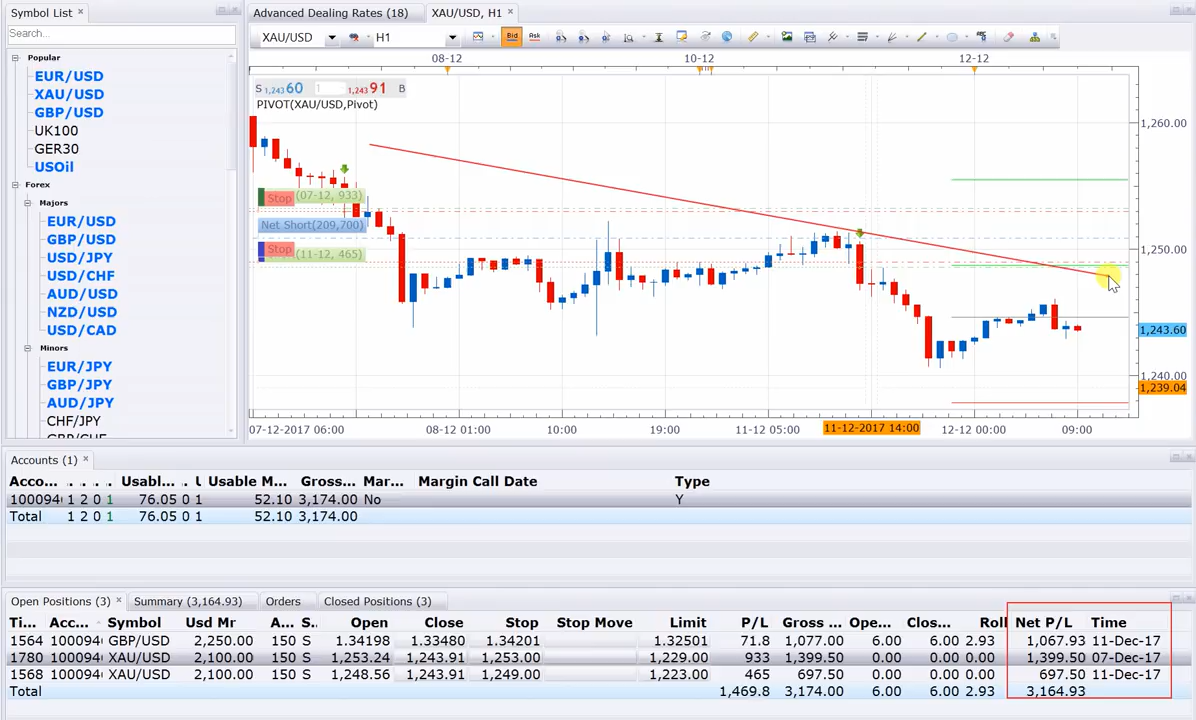 Symbol List ×
Search...
Popular
EUR/USD
XAU/USD
GBP/USD
UK100
GER30
USOil
Forex
Majors
EUR/USD
GBP/USD
USD/JPY
USD/CHF
AUD/USD
NZD/USD
USD/CAD
Minors
EUR/JPY
GBP/JPY
AUD/JPY
CHF/JPY
GBP/CHF
Advanced Dealing Rates (18) XAU/USD, H1 ×
XAU/USD H1 Bid Ask
08-12 10-12 12-12
S 1,243 60 1 1,243 91 B
PIVOT(XAU/USD,Pivot)
Stop (07-12, 933)
Net Short(209,700)
Stop (11-12, 465)
1,260.00
1,250.00
1,243.60
1,240.00
1,239.04
07-12-2017 06:00 08-12 01:00 10:00 19:00 11-12 05:00 11-12-2017 14:00 12-12 00:00 09:00
Accounts (1) ×
Acco... . . . . Usabl... . U Usable M... Gross... Mar... Margin Call Date Type
100094 1 2 0 1 76.05 0 1 52.10 3,174.00 No Y
Total 1 2 0 1 76.05 0 1 52.10 3,174.00
Open Positions (3) × Summary (3,164.93) Orders Closed Positions (3)
Ti... Acc... Symbol Usd Mr A... S.. Open Close Stop Stop Move Limit P/L Gross ... Ope... Clos... Roll Net P/L Time
1564 100094 GBP/USD 2,250.00 150 S 1.34198 1.33480 1.34201 1.32501 71.8 1,077.00 6.00 6.00 2.93 1,067.93 11-Dec-17
1780 100094 XAU/USD 2,100.00 150 S 1,253.24 1,243.91 1,253.00 1,229.00 933 1,399.50 0.00 0.00 0.00 1,399.50 07-Dec-17
1568 100094 XAU/USD 2,100.00 150 S 1,248.56 1,243.91 1,249.00 1,223.00 465 697.50 0.00 0.00 0.00 697.50 11-Dec-17
Total 1,469.8 3,174.00 6.00 6.00 2.93 3,164.93